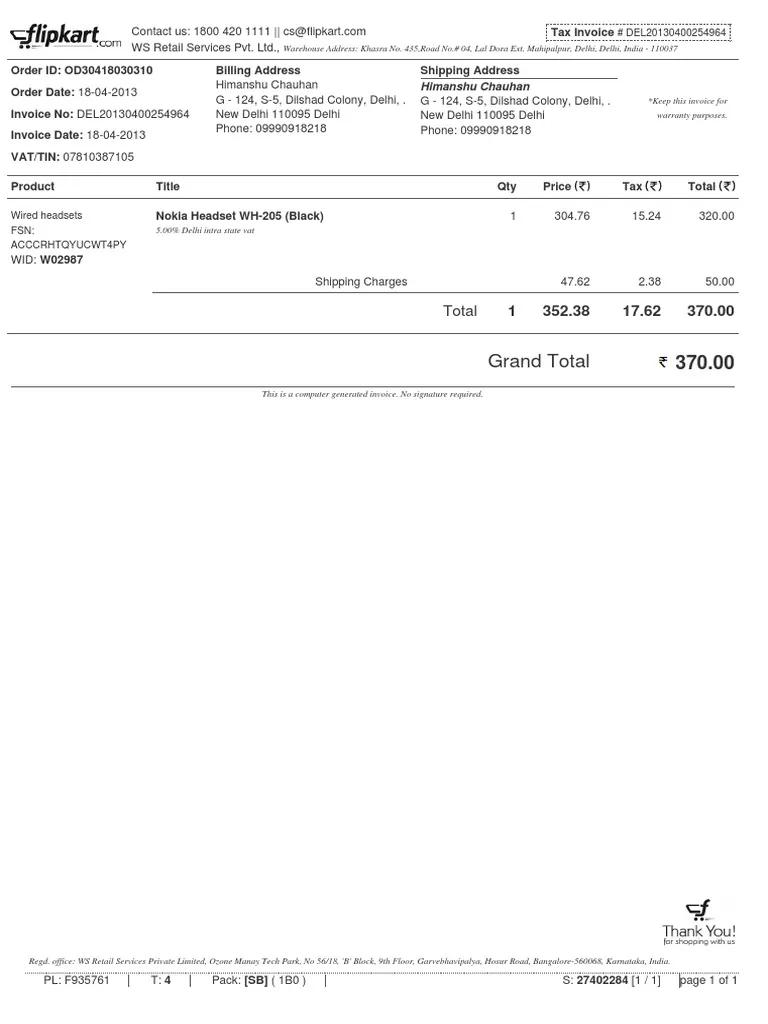 flipkart.com
Contact us: 1800 420 1111 || cs@flipkart.com
Tax Invoice # DEL20130400254964
WS Retail Services Pvt. Ltd., Warehouse Address: Khasra No. 435,Road No.# 04, Lal Dora Ext. Mahipalpur, Delhi, Delhi, India - 110037
Order ID: OD30418030310
Order Date: 18-04-2013
Invoice No: DEL20130400254964
Invoice Date: 18-04-2013
VAT/TIN: 07810387105
Billing Address
Himanshu Chauhan
G - 124, S-5, Dilshad Colony, Delhi, .
New Delhi 110095 Delhi
Phone: 09990918218
Shipping Address
Himanshu Chauhan
G - 124, S-5, Dilshad Colony, Delhi, .
New Delhi 110095 Delhi
Phone: 09990918218
*Keep this invoice for
warranty purposes.
Product Title Qty Price (₹) Tax (₹) Total (₹)
Wired headsets Nokia Headset WH-205 (Black) 1 304.76 15.24 320.00
FSN: 5.00% Delhi intra state vat
ACCCRHTQYUCWT4PY
WID: W02987
Shipping Charges 47.62 2.38 50.00
Total 1 352.38 17.62 370.00
Grand Total ₹ 370.00
This is a computer generated invoice. No signature required.
Thank You!
for shopping with us
Regd. office: WS Retail Services Private Limited, Ozone Manay Tech Park, No 56/18, 'B' Block, 9th Floor, Garvebhavipalya, Hosur Road, Bangalore-560068, Karnataka, India.
PL: F935761 | T: 4 | Pack: [SB] ( 1B0 ) | S: 27402284 [1 / 1] | page 1 of 1